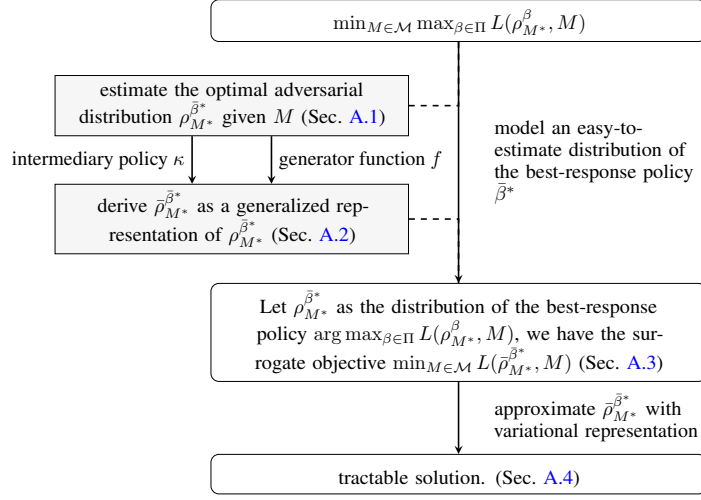 min_{M∈ℳ} max_{β∈Π} L(ρ^β_{M*}, M)
estimate the optimal adversarial
distribution ρ^{β̄*}_{M*} given M (Sec. A.1)
intermediary policy κ
generator function f
model an easy-to-
estimate distribution of
the best-response policy
β̄*
derive ρ̄^{β̄*}_{M*} as a generalized rep-
resentation of ρ^{β̄*}_{M*} (Sec. A.2)
Let ρ^{β̄*}_{M*} as the distribution of the best-response
policy arg max_{β∈Π} L(ρ^β_{M*}, M), we have the sur-
rogate objective min_{M∈ℳ} L(ρ̄^{β̄*}_{M*}, M) (Sec. A.3)
approximate ρ̄^{β̄*}_{M*} with
variational representation
tractable solution. (Sec. A.4)